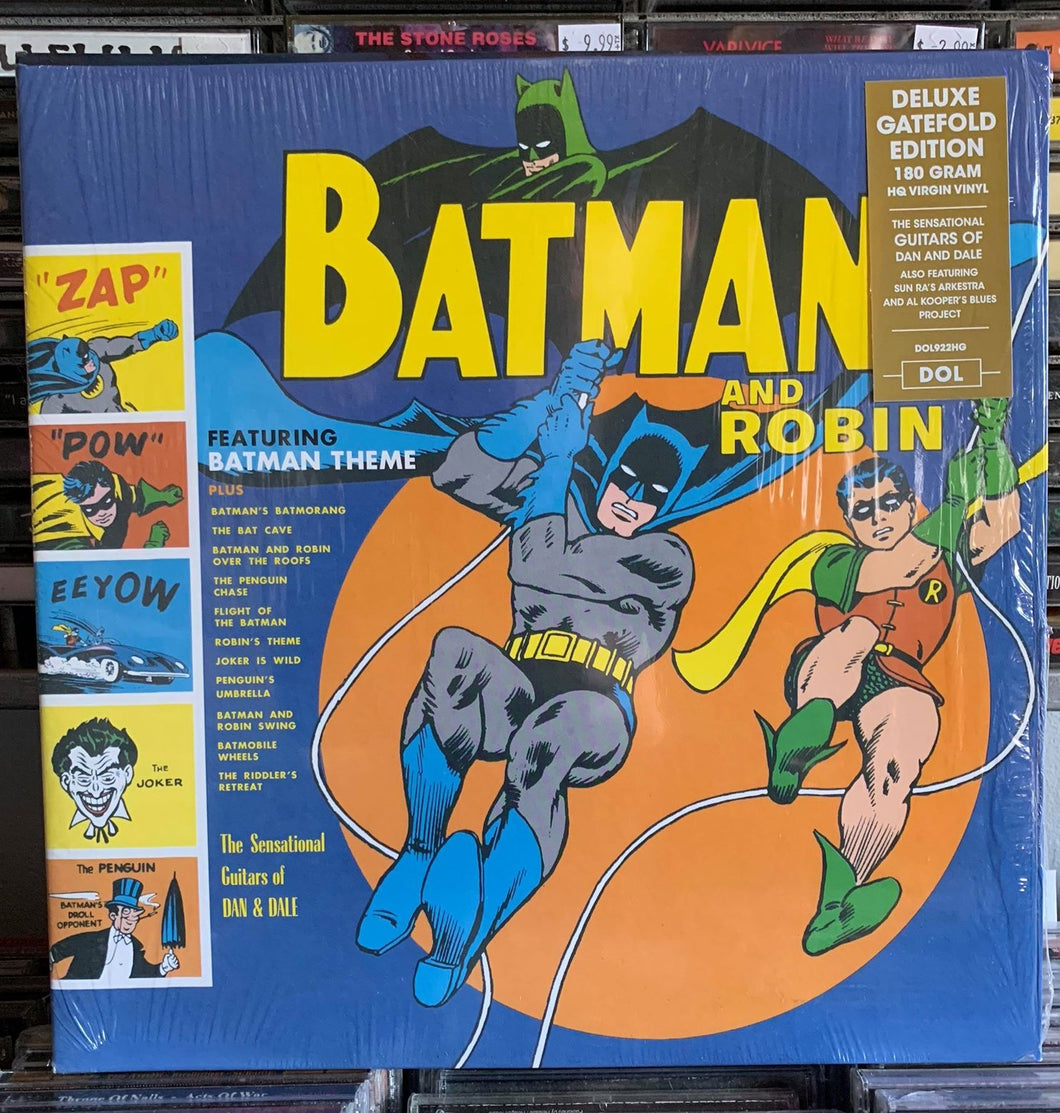 THE STONE ROSES
$ 9.99
DELUXE
GATEFOLD
EDITION
180 GRAM
HQ VIRGIN VINYL
THE SENSATIONAL
GUITARS OF
DAN AND DALE
ALSO FEATURING
SUN RA'S ARKESTRA
AND AL KOOPER'S BLUES
PROJECT
DOL922HG
DOL
BATMAN
AND
ROBIN
R
"ZAP"
"POW"
EEYOW
THE
JOKER
The PENGUIN
BATMAN'S
DROLL
OPPONENT
FEATURING
BATMAN THEME
PLUS
BATMAN'S BATMORANG
THE BAT CAVE
BATMAN AND ROBIN
OVER THE ROOFS
THE PENGUIN
CHASE
FLIGHT OF
THE BATMAN
ROBIN'S THEME
JOKER IS WILD
PENGUIN'S
UMBRELLA
BATMAN AND
ROBIN SWING
BATMOBILE
WHEELS
THE RIDDLER'S
RETREAT
The Sensational
Guitars of
DAN & DALE